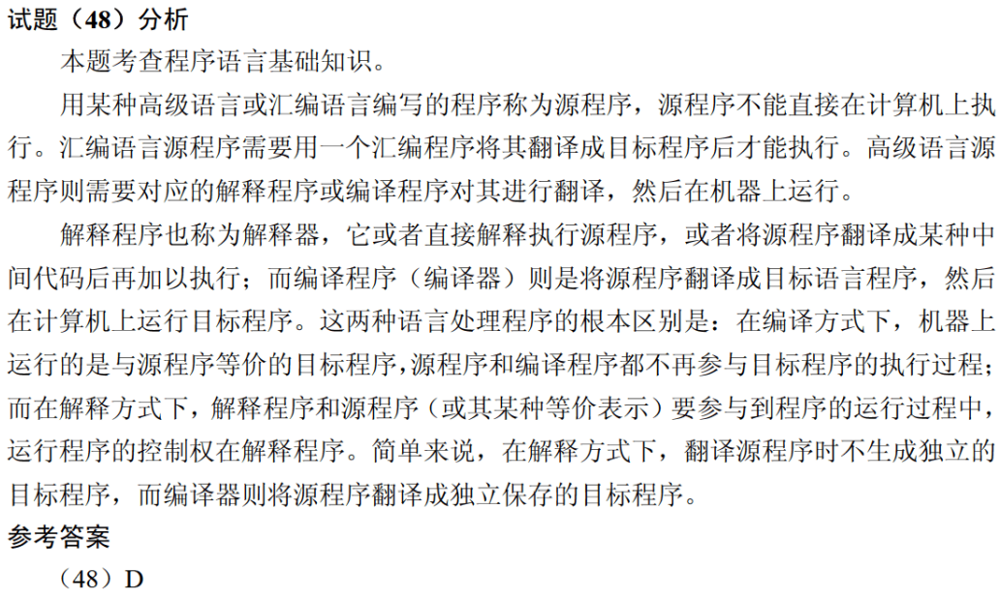 试题（48）分析
本题考查程序语言基础知识。
用某种高级语言或汇编语言编写的程序称为源程序，源程序不能直接在计算机上执
行。汇编语言源程序需要用一个汇编程序将其翻译成目标程序后才能执行。高级语言源
程序则需要对应的解释程序或编译程序对其进行翻译，然后在机器上运行。
解释程序也称为解释器，它或者直接解释执行源程序，或者将源程序翻译成某种中
间代码后再加以执行；而编译程序（编译器）则是将源程序翻译成目标语言程序，然后
在计算机上运行目标程序。这两种语言处理程序的根本区别是：在编译方式下，机器上
运行的是与源程序等价的目标程序，源程序和编译程序都不再参与目标程序的执行过程；
而在解释方式下，解释程序和源程序（或其某种等价表示）要参与到程序的运行过程中，
运行程序的控制权在解释程序。简单来说，在解释方式下，翻译源程序时不生成独立的
目标程序，而编译器则将源程序翻译成独立保存的目标程序。
参考答案
（48）D